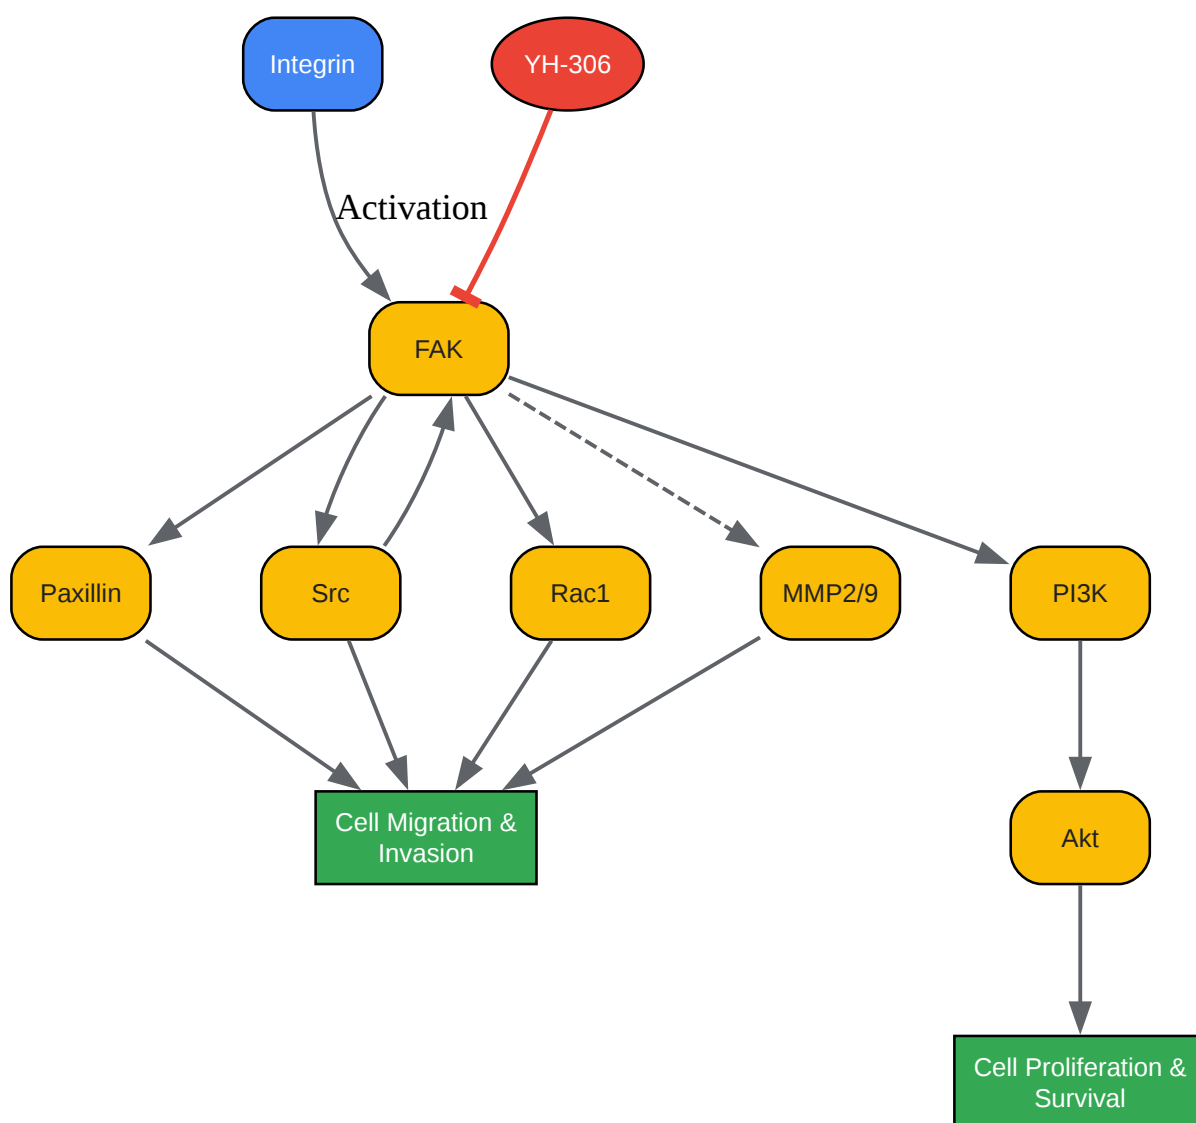 Integrin
YH-306
Activation
FAK
Paxillin
Src
Rac1
MMP2/9
PI3K
Cell Migration &
Invasion
Akt
Cell Proliferation &
Survival